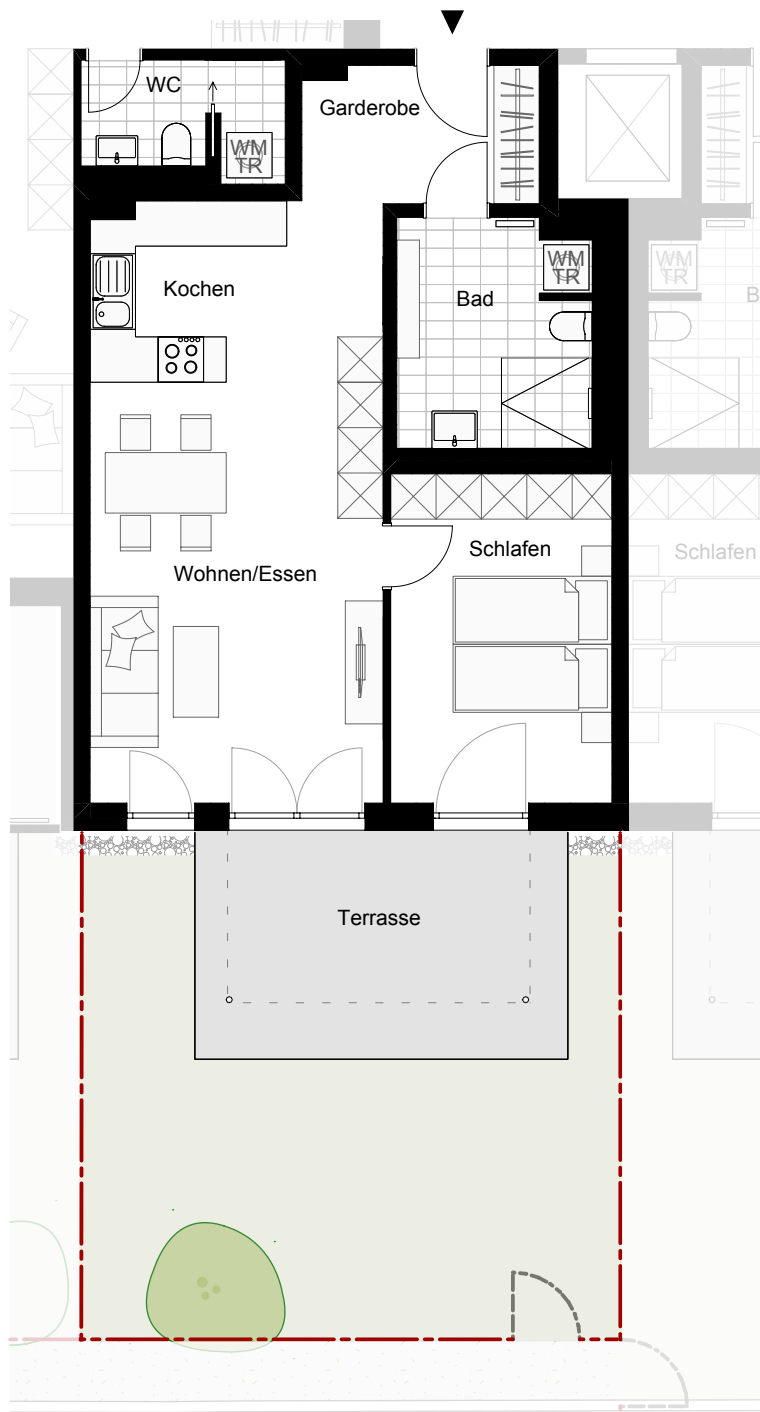 WC
Garderobe
WM
TR
WM
TR
WM
TR
Kochen
Bad
B
Wohnen/Essen
Schlafen
Schlafen
Terrasse